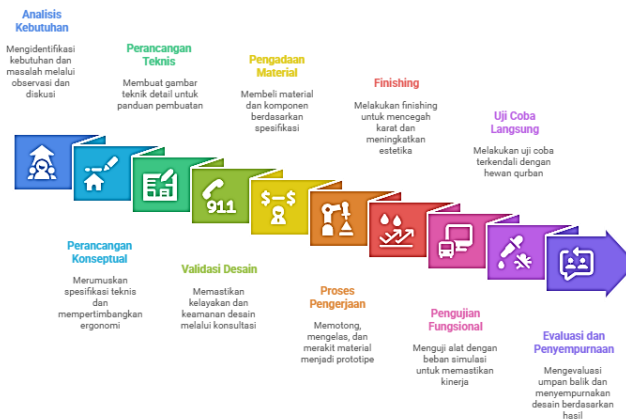 Analisis
Kebutuhan
Mengidentifikasi
kebutuhan dan
masalah melalui
observasi dan
diskusi
Perancangan
Konseptual
Merumuskan
spesifikasi teknis
dan
mempertimbangkan
ergonomi
Perancangan
Teknis
Membuat gambar
teknik detail untuk
panduan pembuatan
Validasi Desain
Memastikan
kelayakan dan
keamanan desain
melalui konsultasi
911
Pengadaan
Material
Membeli material
dan komponen
berdasarkan
spesifikasi
$-$
Proses
Pengerjaan
Memotong,
mengelas, dan
merakit material
menjadi prototipe
Finishing
Melakukan finishing
untuk mencegah
karat dan
meningkatkan
estetika
Pengujian
Fungsional
Menguji alat dengan
beban simulasi
untuk memastikan
kinerja
Uji Coba
Langsung
Melakukan uji coba
terkendali dengan
hewan qurban
Evaluasi dan
Penyempurnaan
Mengevaluasi
umpan balik dan
menyempurnakan
desain berdasarkan
hasil